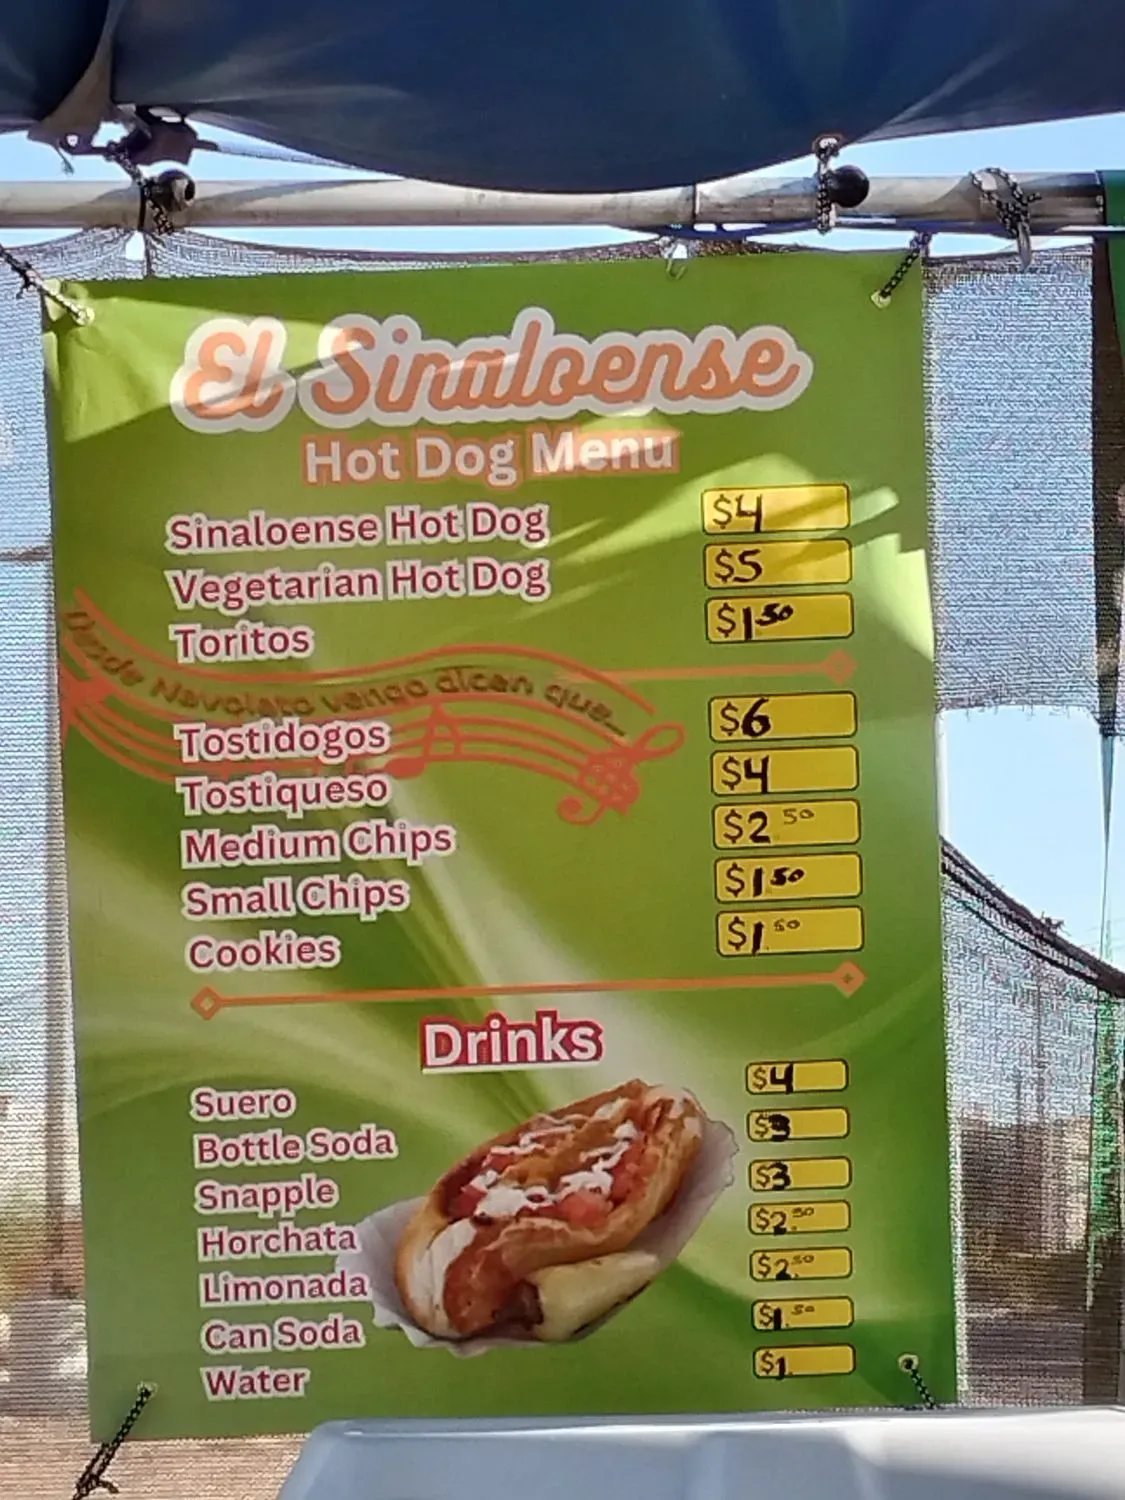 El Sinaloense
Hot Dog Menu
Sinaloense Hot Dog $4
Vegetarian Hot Dog $5
Toritos $1.50
Desde Navolato vengo dicen que...
Tostidogos $6
Tostiqueso $4
Medium Chips $2.50
Small Chips $1.50
Cookies $1.50
Drinks
Suero $4
Bottle Soda $3
Snapple $3
Horchata $2.50
Limonada $2.50
Can Soda $1.50
Water $1.